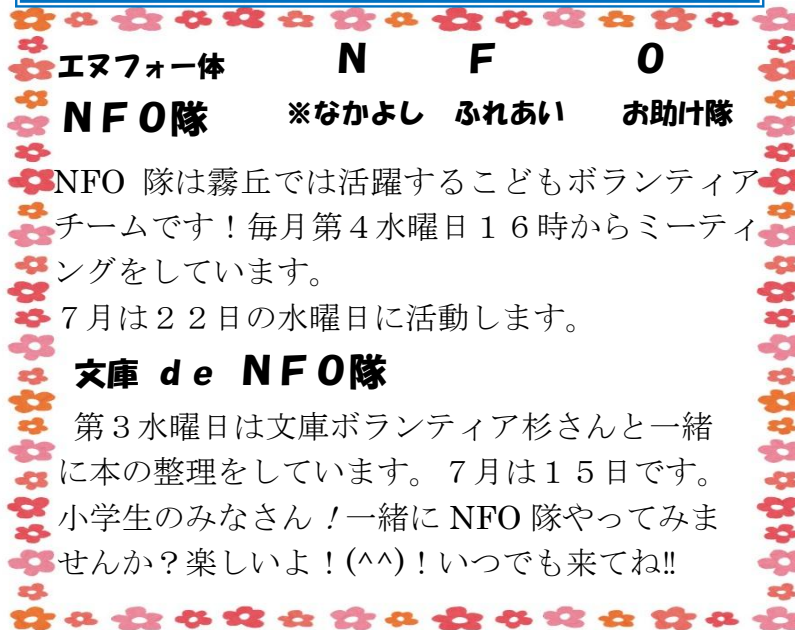 エヌフォー体 N F O
NFO隊 ※なかよし ふれあい お助け隊
NFO 隊は霧丘では活躍するこどもボランティア
チームです！毎月第４水曜日１６時からミーティ
ングをしています。
７月は２２日の水曜日に活動します。
文庫 de NFO隊
第３水曜日は文庫ボランティア杉さんと一緒
に本の整理をしています。７月は１５日です。
小学生のみなさん！一緒に NFO 隊やってみま
せんか？楽しいよ！(^^)！いつでも来てね‼